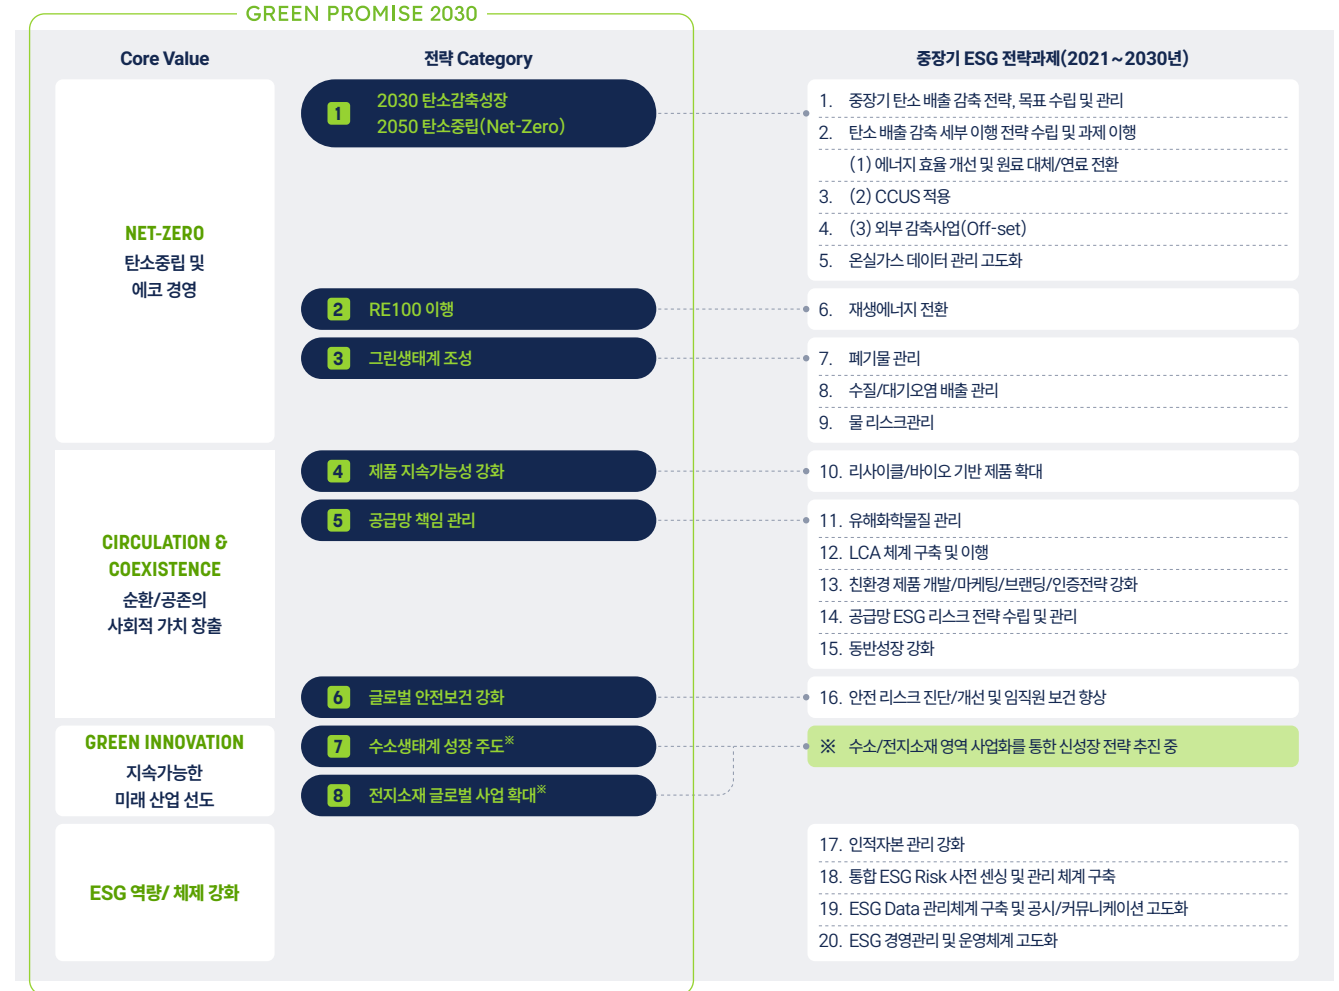 GREEN PROMISE 2030
Core Value
전략 Category
중장기 ESG 전략과제(2021~2030년)
NET-ZERO
탄소중립 및
에코 경영
1
2030 탄소감축성장
2050 탄소중립(Net-Zero)
1. 중장기 탄소 배출 감축 전략, 목표 수립 및 관리
2. 탄소 배출 감축 세부 이행 전략 수립 및 과제 이행
(1) 에너지 효율 개선 및 원료 대체/연료 전환
3. (2) CCUS 적용
4. (3) 외부 감축사업(Off-set)
5. 온실가스 데이터 관리 고도화
2 RE100 이행
6. 재생에너지 전환
3 그린생태계 조성
7. 폐기물 관리
8. 수질/대기오염 배출 관리
9. 물 리스크관리
CIRCULATION &
COEXISTENCE
순환/공존의
사회적 가치 창출
4 제품 지속가능성 강화
10. 리사이클/바이오 기반 제품 확대
5 공급망 책임 관리
11. 유해화학물질 관리
12. LCA 체계 구축 및 이행
13. 친환경 제품 개발/마케팅/브랜딩/인증전략 강화
14. 공급망 ESG 리스크 전략 수립 및 관리
15. 동반성장 강화
6 글로벌 안전보건 강화
16. 안전 리스크 진단/개선 및 임직원 보건 향상
GREEN INNOVATION
지속가능한
미래 산업 선도
7 수소생태계 성장 주도※
8 전지소재 글로벌 사업 확대※
※ 수소/전지소재 영역 사업화를 통한 신성장 전략 추진 중
ESG 역량/ 체제 강화
17. 인적자본 관리 강화
18. 통합 ESG Risk 사전 센싱 및 관리 체계 구축
19. ESG Data 관리체계 구축 및 공시/커뮤니케이션 고도화
20. ESG 경영관리 및 운영체계 고도화